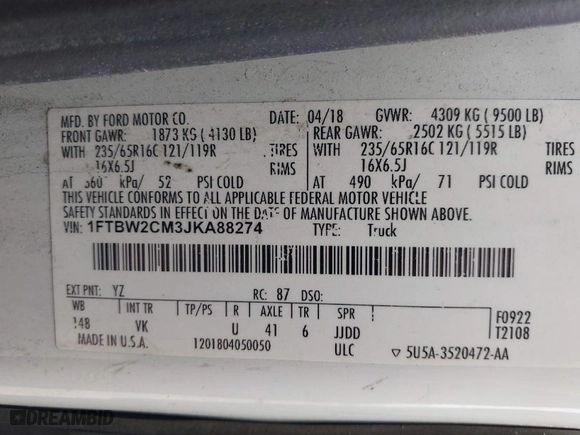 MFD. BY FORD MOTOR CO. DATE: 04/18 GVWR: 4309 KG ( 9500 LB)
FRONT GAWR: 1873 KG ( 4130 LB) REAR GAWR: 2502 KG ( 5515 LB)
WITH 235/65R16C 121/119R TIRES WITH 235/65R16C 121/119R TIRES
16X6.5J RIMS 16X6.5J RIMS
AT 360 kPa/ 52 PSI COLD AT 490 kPa/ 71 PSI COLD
THIS VEHICLE CONFORMS TO ALL APPLICABLE FEDERAL MOTOR VEHICLE
SAFETY STANDARDS IN EFFECT ON THE DATE OF MANUFACTURE SHOWN ABOVE.
VIN: 1FTBW2CM3JKA88274 TYPE: Truck
EXT PNT: YZ RC: 87 DSO:
WB INT TR TP/PS R AXLE TR SPR F0922
148 VK U 41 6 JJDD T2108
MADE IN U.S.A. 1201804050050 ULC ▽ 5U5A-3520472-AA
DREAMBID